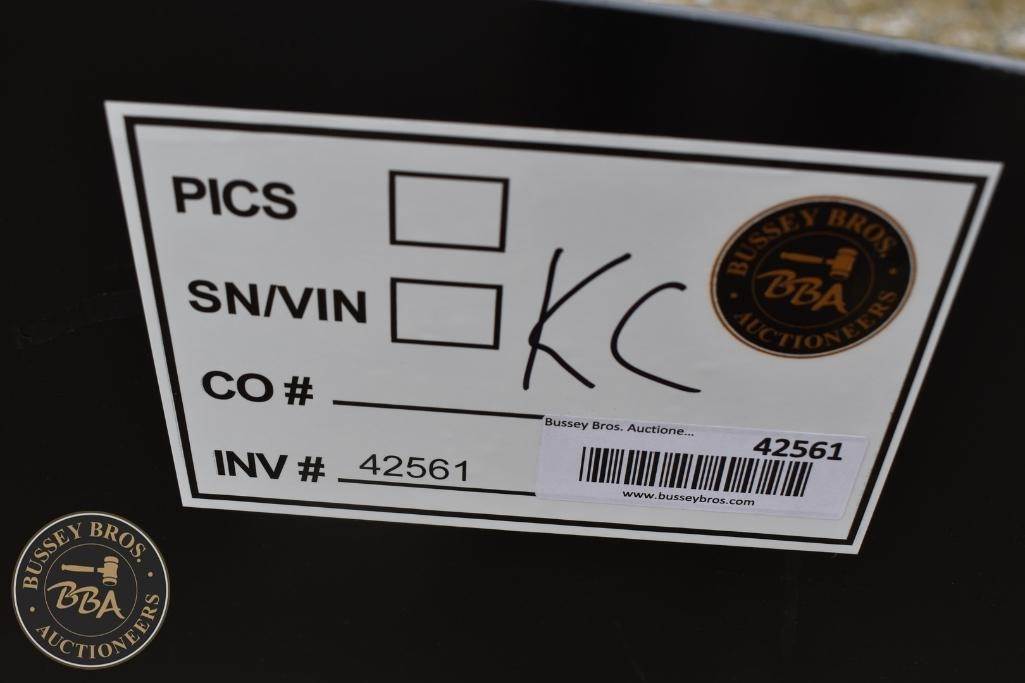 PICS
SN/VIN
KC
BUSSEY BROS.
BBA
AUCTIONEERS
CO #
INV # 42561
Bussey Bros. Auctione...
42561
www.busseybros.com
BUSSEY BROS.
BBA
AUCTIONEERS